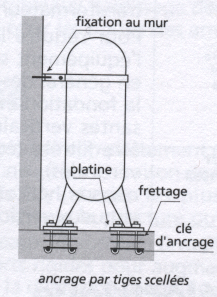 fixation au mur
platine
frettage
clé
d'ancrage
ancrage par tiges scellées